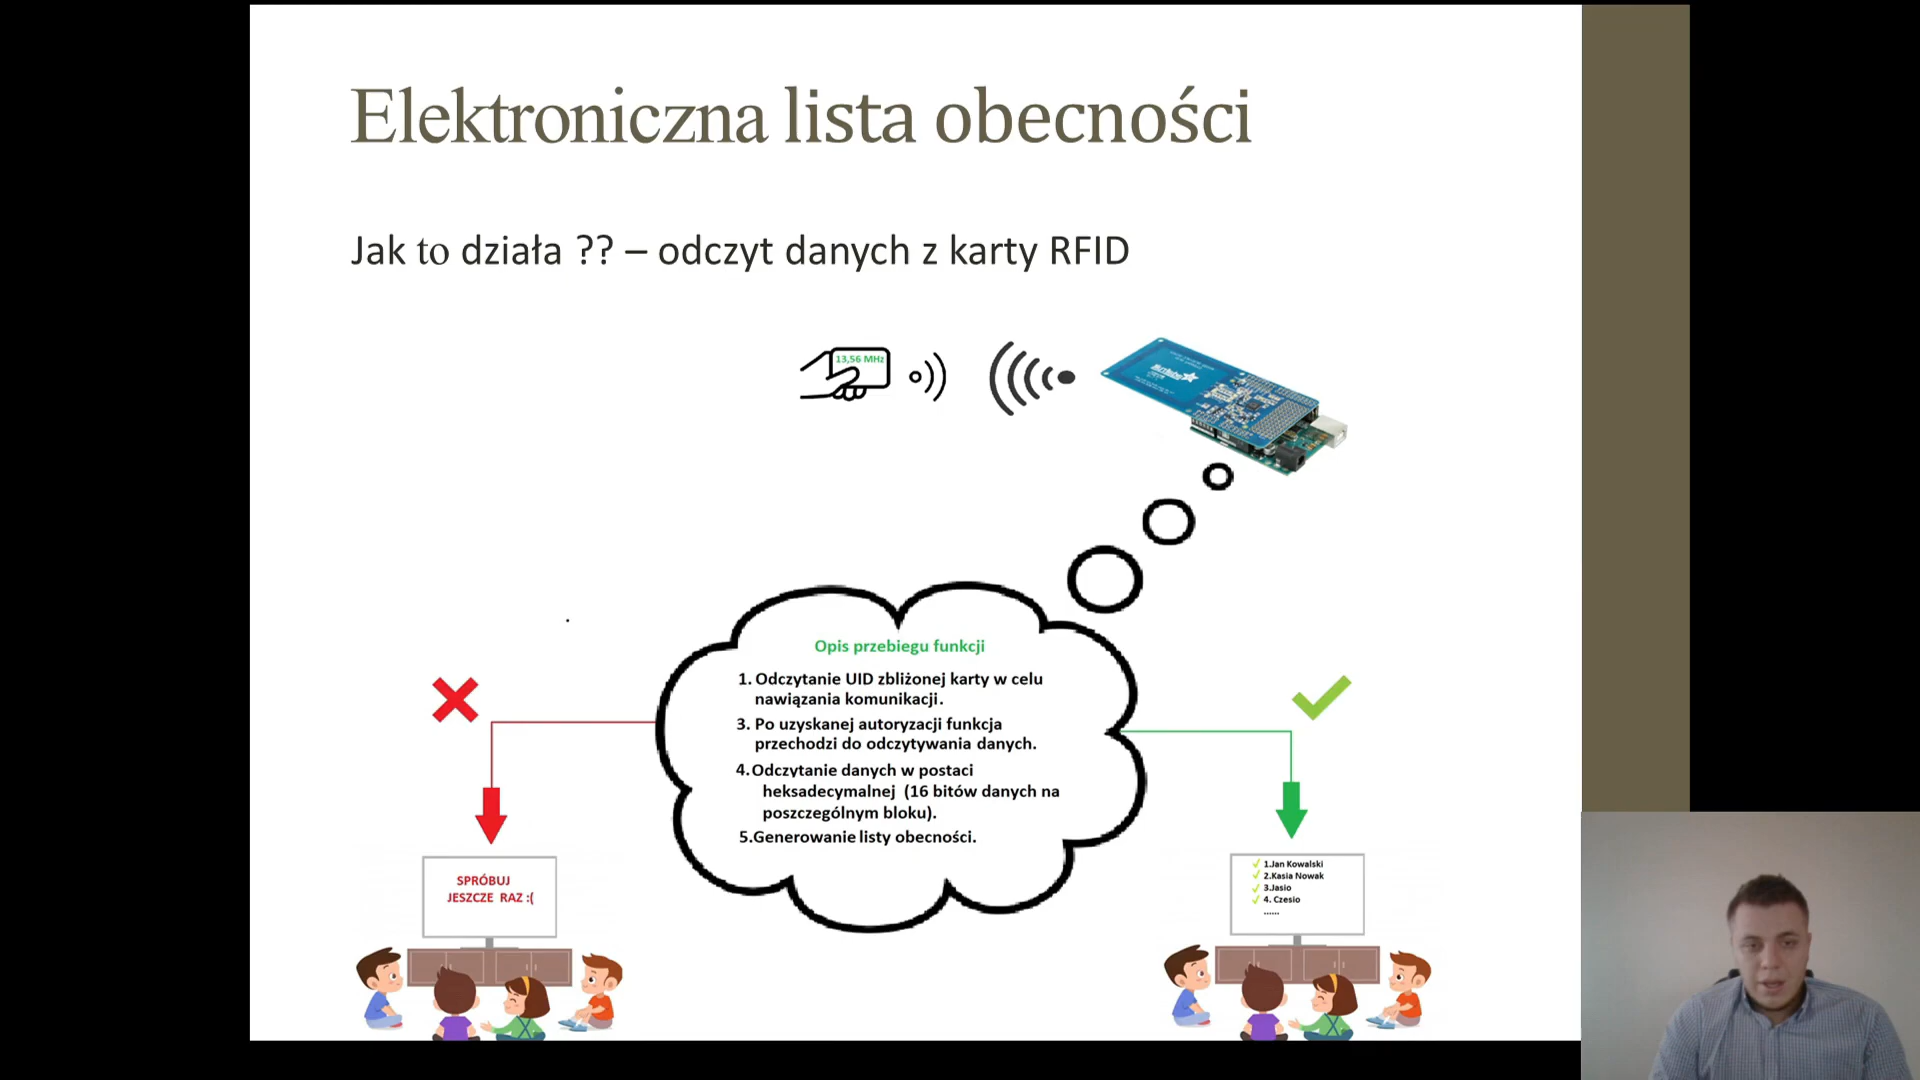 Elektroniczna lista obecności
Jak to działa ?? – odczyt danych z karty RFID
13,56 MHz
Opis przebiegu funkcji
1. Odczytanie UID zbliżonej karty w celu
nawiązania komunikacji.
3. Po uzyskanej autoryzacji funkcja
przechodzi do odczytywania danych.
4.Odczytanie danych w postaci
heksadecymalnej (16 bitów danych na
poszczególnym bloku).
5.Generowanie listy obecności.
SPRÓBUJ
JESZCZE RAZ :(
1.Jan Kowalski
2.Kasia Nowak
3.Jasio
4. Czesio
......